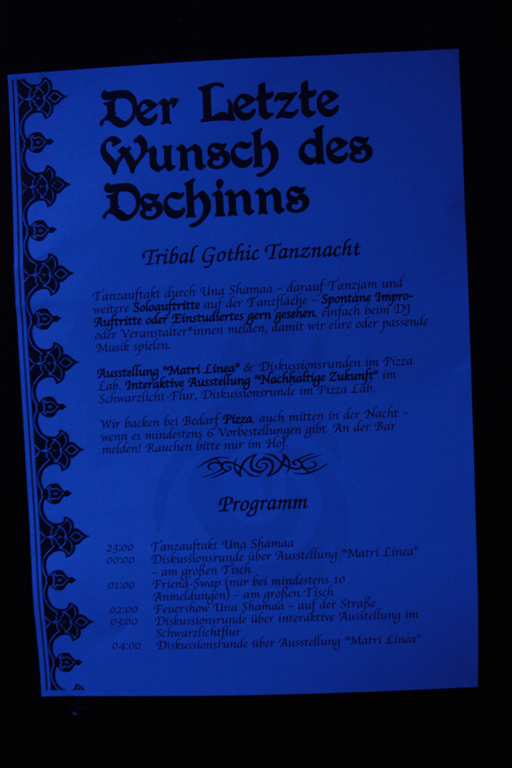 Der Letzte
Wunsch des
Dschinns
Tribal Gothic Tanznacht
Tanzauftakt durch Una Shamaa – darauf Tanzjam und
weitere Soloauftritte auf der Tanzfläche – Spontane Impro-
Auftritte oder Einstudiertes gern gesehen, einfach beim DJ
oder Veranstalter*innen melden, damit wir eure oder passende
Musik spielen.
Ausstellung "Matri Linea" & Diskussionsrunden im Pizza
Lab. Interaktive Ausstellung "Nachhaltige Zukunft" im
Schwarzlicht-Flur, Diskussionsrunde im Pizza Lab.
Wir backen bei Bedarf Pizza, auch mitten in der Nacht –
wenn es mindestens 6 Vorbestellungen gibt. An der Bar
melden! Rauchen bitte nur im Hof.
Programm
23:00 Tanzauftakt Una Shamaa
00:00 Diskussionsrunde über Ausstellung "Matri Linea"
– am großen Tisch
01:00 Friend-Swap (nur bei mindestens 10
Anmeldungen) – am großen Tisch
02:00 Feuershow Una Shamaa – auf der Straße
03:00 Diskussionsrunde über interaktive Ausstellung im
Schwarzlichtflur
04:00 Diskussionsrunde über Ausstellung "Matri Linea"